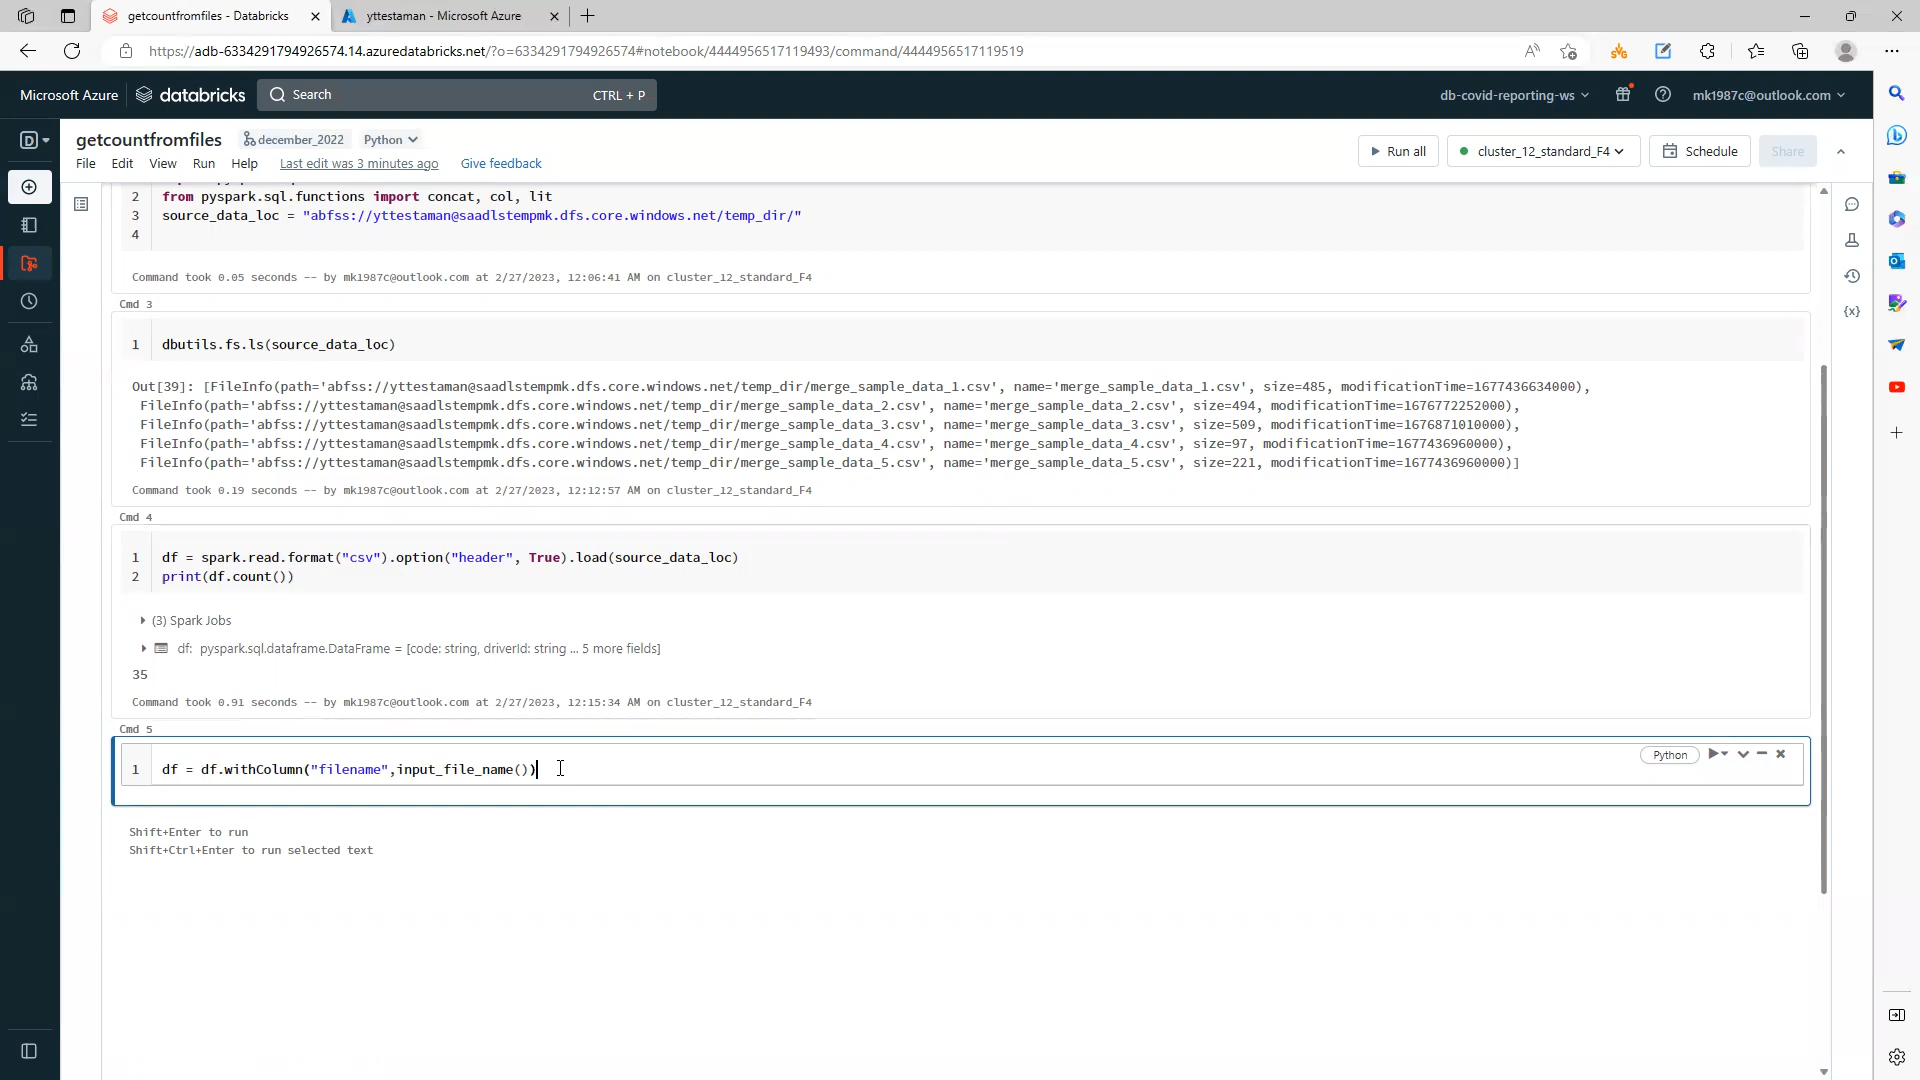 getcountfromfiles - Databricks
yttestaman - Microsoft Azure
https://adb-6334291794926574.14.azuredatabricks.net/?o=6334291794926574#notebook/4444956517119493/command/4444956517119519
Microsoft Azure
databricks
Search
CTRL + P
db-covid-reporting-ws
mk1987c@outlook.com
getcountfromfiles
december_2022
Python
File Edit View Run Help Last edit was 3 minutes ago Give feedback
Run all
cluster_12_standard_F4
Schedule
Share
2 from pyspark.sql.functions import concat, col, lit
3 source_data_loc = "abfss://yttestaman@saadlstempmk.dfs.core.windows.net/temp_dir/"
4
Command took 0.05 seconds -- by mk1987c@outlook.com at 2/27/2023, 12:06:41 AM on cluster_12_standard_F4
Cmd 3
1 dbutils.fs.ls(source_data_loc)
Out[39]: [FileInfo(path='abfss://yttestaman@saadlstempmk.dfs.core.windows.net/temp_dir/merge_sample_data_1.csv', name='merge_sample_data_1.csv', size=485, modificationTime=1677436634000),
FileInfo(path='abfss://yttestaman@saadlstempmk.dfs.core.windows.net/temp_dir/merge_sample_data_2.csv', name='merge_sample_data_2.csv', size=494, modificationTime=1676772252000),
FileInfo(path='abfss://yttestaman@saadlstempmk.dfs.core.windows.net/temp_dir/merge_sample_data_3.csv', name='merge_sample_data_3.csv', size=509, modificationTime=1676871010000),
FileInfo(path='abfss://yttestaman@saadlstempmk.dfs.core.windows.net/temp_dir/merge_sample_data_4.csv', name='merge_sample_data_4.csv', size=97, modificationTime=1677436960000),
FileInfo(path='abfss://yttestaman@saadlstempmk.dfs.core.windows.net/temp_dir/merge_sample_data_5.csv', name='merge_sample_data_5.csv', size=221, modificationTime=1677436960000)]
Command took 0.19 seconds -- by mk1987c@outlook.com at 2/27/2023, 12:12:57 AM on cluster_12_standard_F4
Cmd 4
1 df = spark.read.format("csv").option("header", True).load(source_data_loc)
2 print(df.count())
(3) Spark Jobs
df: pyspark.sql.dataframe.DataFrame = [code: string, driverId: string ... 5 more fields]
35
Command took 0.91 seconds -- by mk1987c@outlook.com at 2/27/2023, 12:15:34 AM on cluster_12_standard_F4
Cmd 5
Python
1 df = df.withColumn("filename",input_file_name())
Shift+Enter to run
Shift+Ctrl+Enter to run selected text